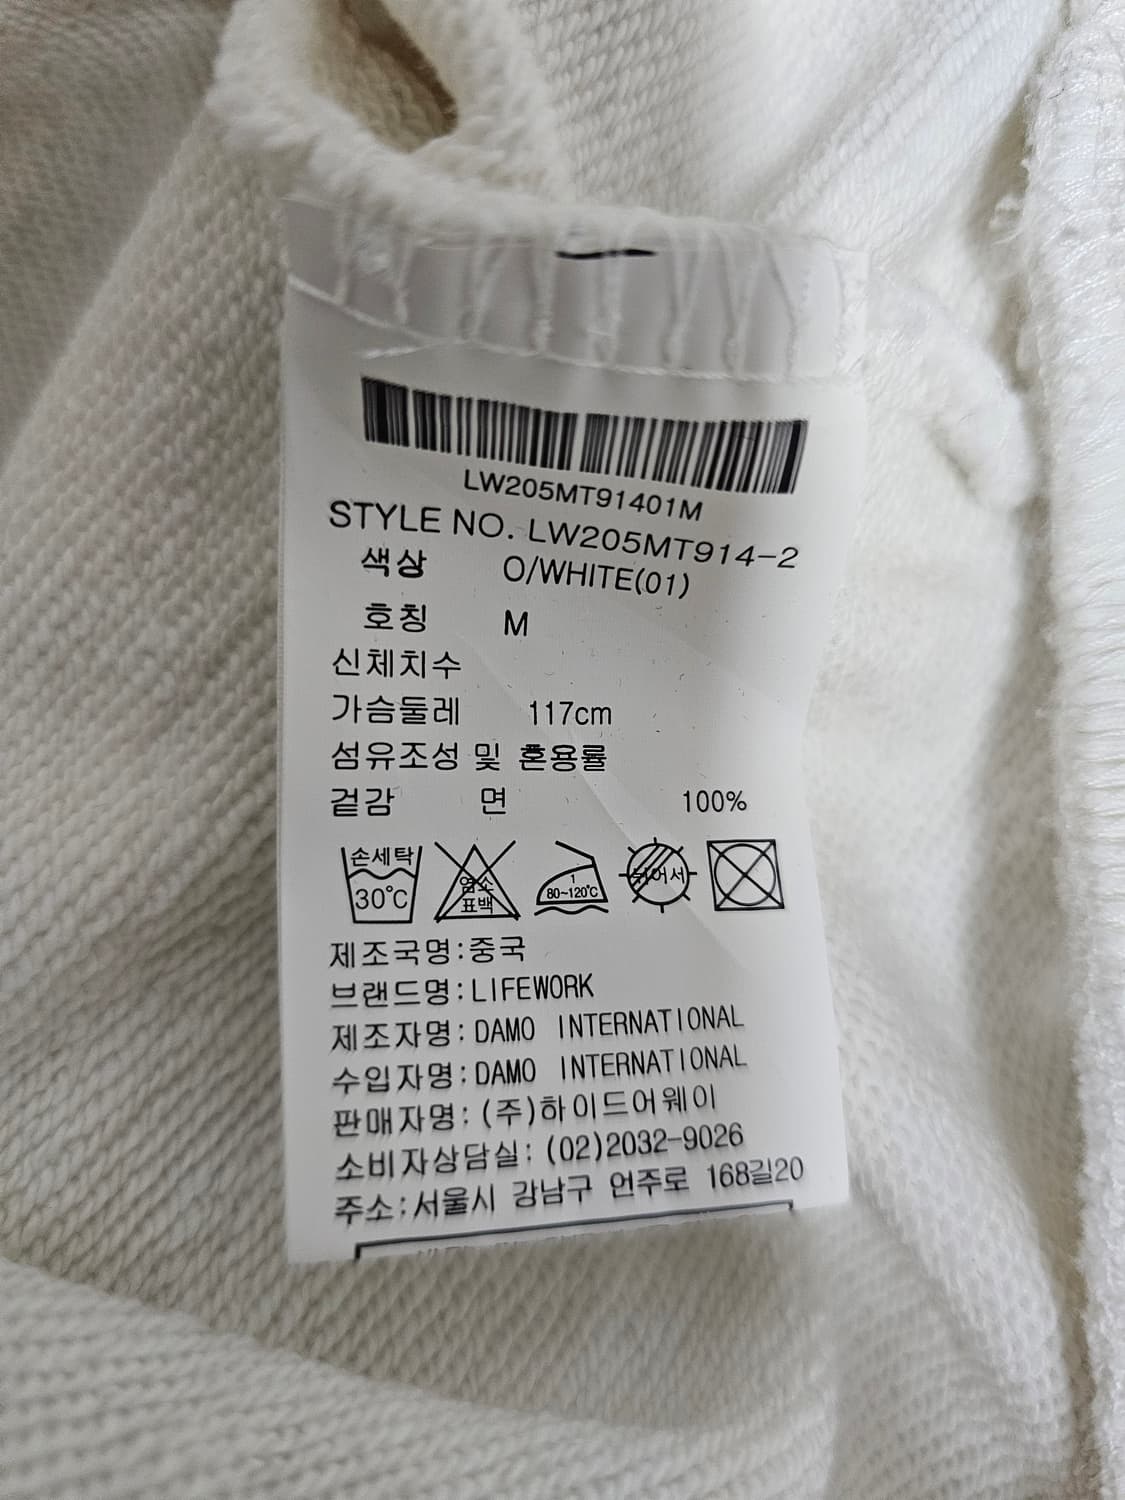 LW205MT91401M
STYLE NO. LW205MT914-2
색상 O/WHITE(01)
호칭 M
신체치수
가슴둘레 117cm
섬유조성 및 혼용률
겉감 면 100%
손세탁 30℃
염소 표백
1 80~120℃
뉘어서
제조국명:중국
브랜드명:LIFEWORK
제조자명:DAMO INTERNATIONAL
수입자명:DAMO INTERNATIONAL
판매자명:(주)하이드어웨이
소비자상담실:(02)2032-9026
주소:서울시 강남구 언주로 168길20